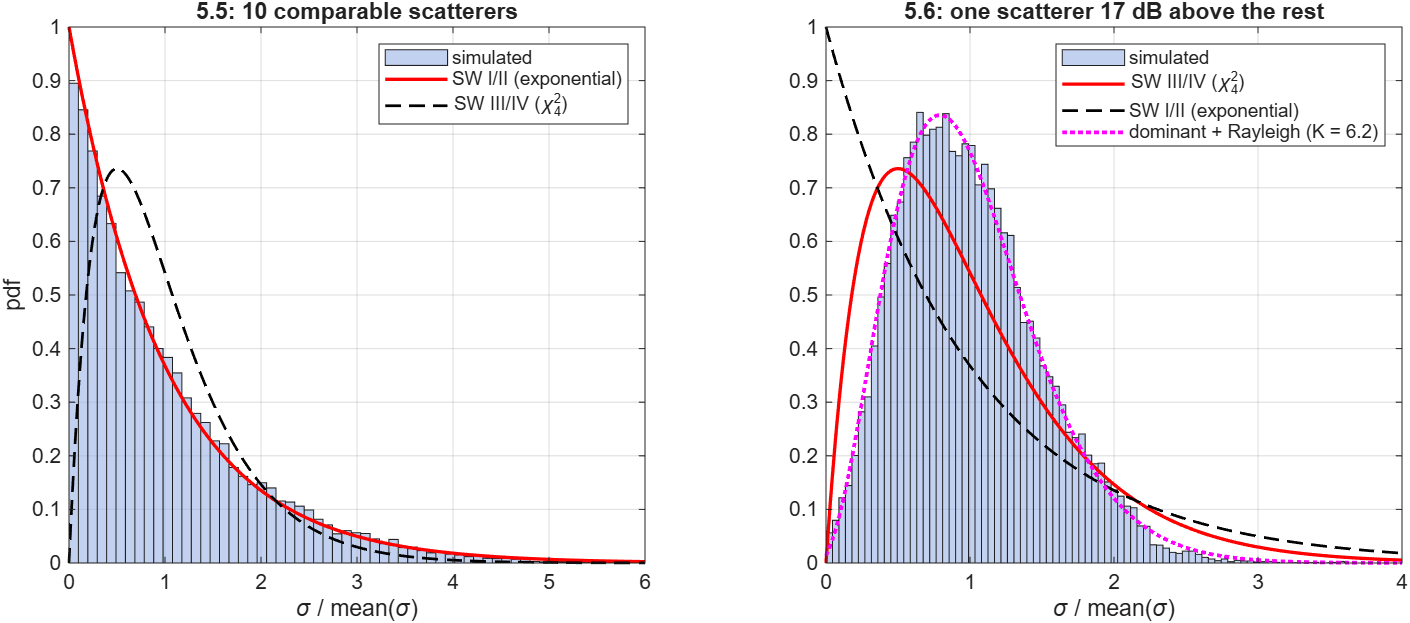 5.5: 10 comparable scatterers
pdf
1
0.9
0.8
0.7
0.6
0.5
0.4
0.3
0.2
0.1
0
simulated
SW I/II (exponential)
SW III/IV (χ²₄)
0 1 2 3 4 5 6
σ / mean(σ)
5.6: one scatterer 17 dB above the rest
1
0.9
0.8
0.7
0.6
0.5
0.4
0.3
0.2
0.1
0
simulated
SW III/IV (χ²₄)
SW I/II (exponential)
dominant + Rayleigh (K = 6.2)
0 1 2 3 4
σ / mean(σ)